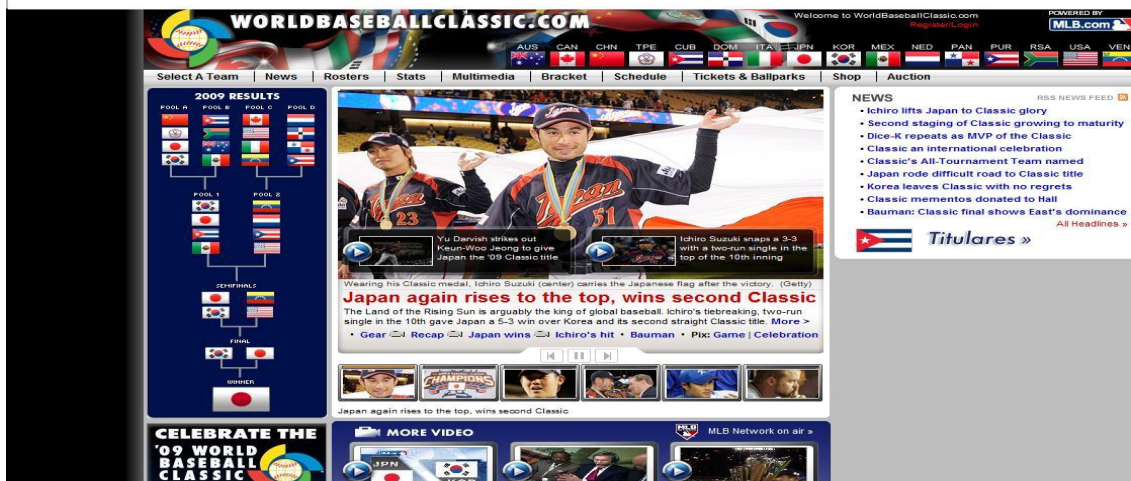 WORLDBASEBALLCLASSIC.COM
Welcome to WorldBaseballClassic.com
Register/Login
POWERED BY
MLB.com
AUS CAN CHN TPE CUB DOM ITA JPN KOR MEX NED PAN PUR RSA USA VEN
Select A Team | News | Rosters | Stats | Multimedia | Bracket | Schedule | Tickets & Ballparks | Shop | Auction
2009 RESULTS
POOL A POOL B POOL C POOL D
POOL 1 POOL 2
SEMIFINALS
FINAL
WINNER
Japan
23
Japan
51
Yu Darvish strikes out
Keun-Woo Jeong to give
Japan the '09 Classic title
Ichiro Suzuki snaps a 3-3
with a two-run single in the
top of the 10th inning
Wearing his Classic medal, Ichiro Suzuki (center) carries the Japanese flag after the victory. (Getty)
Japan again rises to the top, wins second Classic
The Land of the Rising Sun is arguably the king of global baseball. Ichiro's tiebreaking, two-run
single in the 10th gave Japan a 5-3 win over Korea and its second straight Classic title. More >
• Gear Recap Japan wins Ichiro's hit • Bauman • Pix: Game | Celebration
CHAMPIONS
Japan again rises to the top, wins second Classic
NEWS
RSS NEWS FEED
• Ichiro lifts Japan to Classic glory
• Second staging of Classic growing to maturity
• Dice-K repeats as MVP of the Classic
• Classic an international celebration
• Classic's All-Tournament Team named
• Japan rode difficult road to Classic title
• Korea leaves Classic with no regrets
• Classic mementos donated to Hall
• Bauman: Classic final shows East's dominance
All Headlines »
Titulares »
CELEBRATE THE
'09 WORLD
BASEBALL
CLASSIC
MORE VIDEO
MLB Network on air »
JPN
KOR